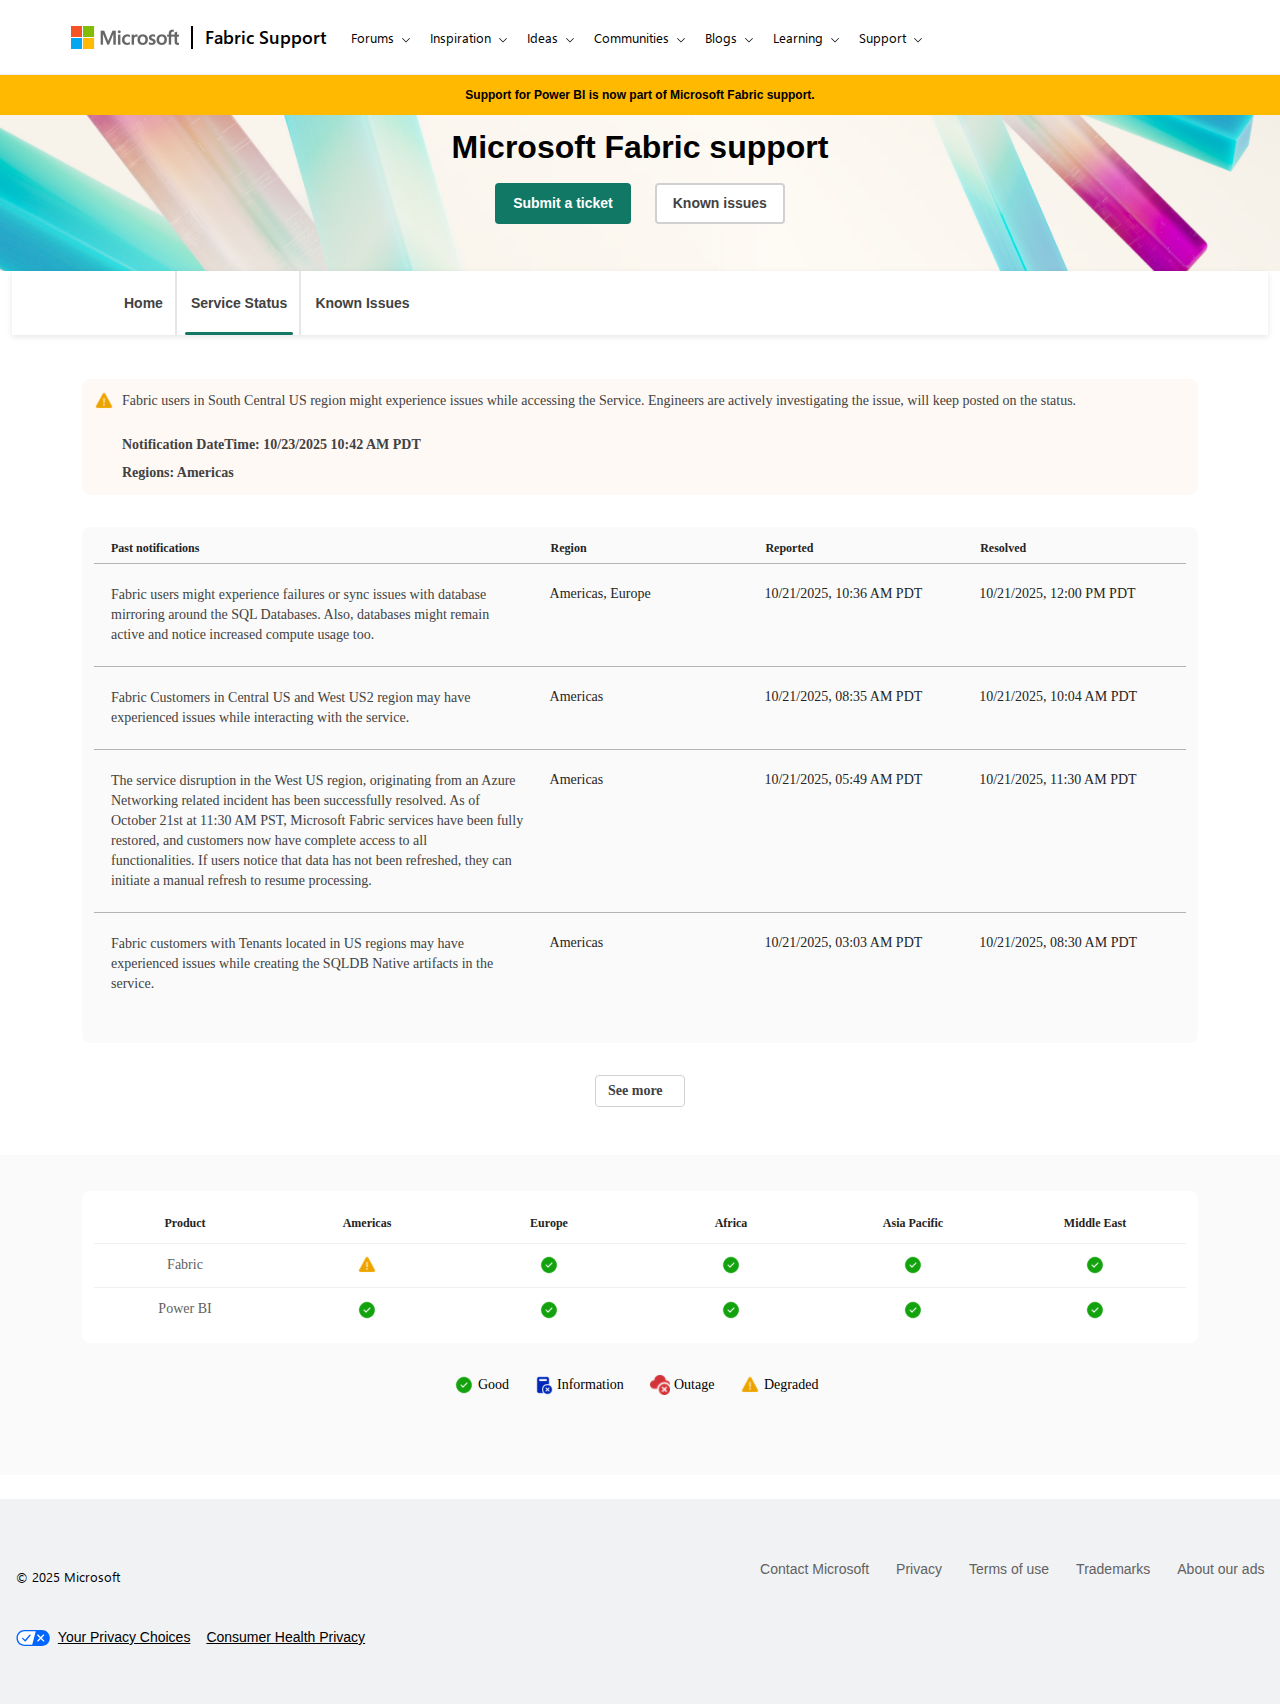 Microsoft | Fabric Support Forums Inspiration Ideas Communities Blogs Learning Support
Support for Power BI is now part of Microsoft Fabric support.
Microsoft Fabric support
Submit a ticket Known issues
Home Service Status Known Issues
Fabric users in South Central US region might experience issues while accessing the Service. Engineers are actively investigating the issue, will keep posted on the status.
Notification DateTime: 10/23/2025 10:42 AM PDT
Regions: Americas
Past notifications Region Reported Resolved
Fabric users might experience failures or sync issues with database Americas, Europe 10/21/2025, 10:36 AM PDT 10/21/2025, 12:00 PM PDT
mirroring around the SQL Databases. Also, databases might remain
active and notice increased compute usage too.
Fabric Customers in Central US and West US2 region may have Americas 10/21/2025, 08:35 AM PDT 10/21/2025, 10:04 AM PDT
experienced issues while interacting with the service.
The service disruption in the West US region, originating from an Azure Americas 10/21/2025, 05:49 AM PDT 10/21/2025, 11:30 AM PDT
Networking related incident has been successfully resolved. As of
October 21st at 11:30 AM PST, Microsoft Fabric services have been fully
restored, and customers now have complete access to all
functionalities. If users notice that data has not been refreshed, they can
initiate a manual refresh to resume processing.
Fabric customers with Tenants located in US regions may have Americas 10/21/2025, 03:03 AM PDT 10/21/2025, 08:30 AM PDT
experienced issues while creating the SQLDB Native artifacts in the
service.
See more
Product Americas Europe Africa Asia Pacific Middle East
Fabric
Power BI
Good Information Outage Degraded
Contact Microsoft Privacy Terms of use Trademarks About our ads
© 2025 Microsoft
Your Privacy Choices Consumer Health Privacy